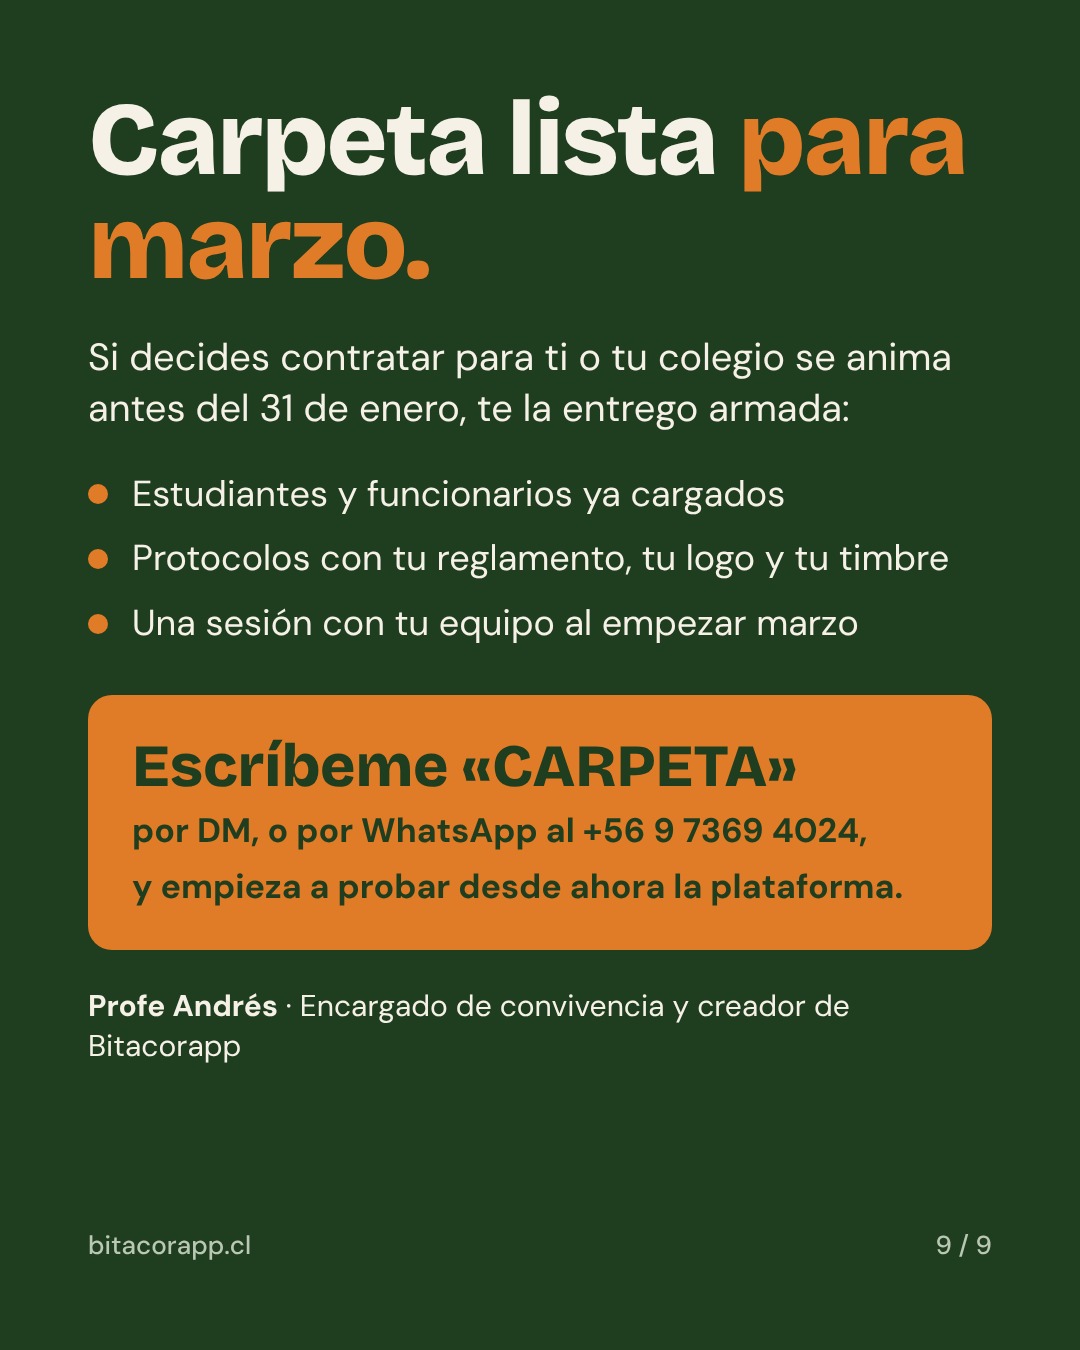 Carpeta lista para
marzo.
Si decides contratar para ti o tu colegio se anima
antes del 31 de enero, te la entrego armada:
Estudiantes y funcionarios ya cargados
Protocolos con tu reglamento, tu logo y tu timbre
Una sesión con tu equipo al empezar marzo
Escríbeme «CARPETA»
por DM, o por WhatsApp al +56 9 7369 4024,
y empieza a probar desde ahora la plataforma.
Profe Andrés · Encargado de convivencia y creador de
Bitacorapp
bitacorapp.cl
9 / 9